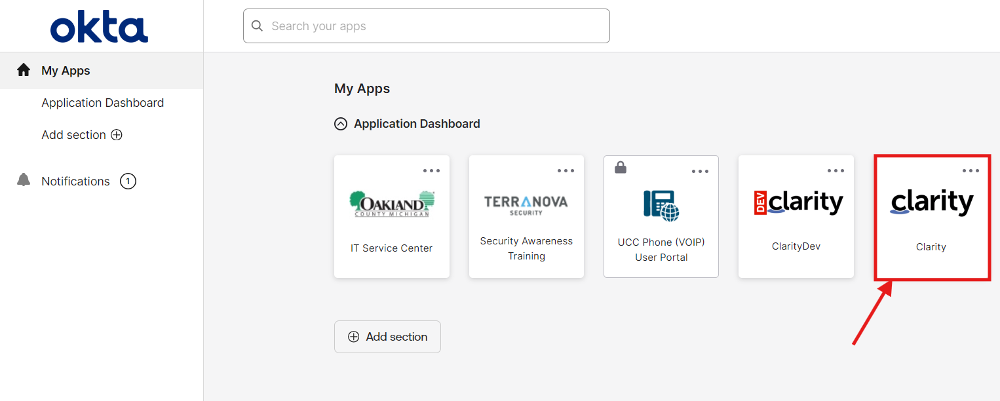 okta
Search your apps
My Apps
Application Dashboard
Add section
Notifications 1
My Apps
Application Dashboard
OAKLAND
COUNTY MICHIGAN
IT Service Center
TERRANOVA
SECURITY
Security Awareness
Training
UCC Phone (VOIP)
User Portal
DEV clarity
ClarityDev
clarity
Clarity
Add section